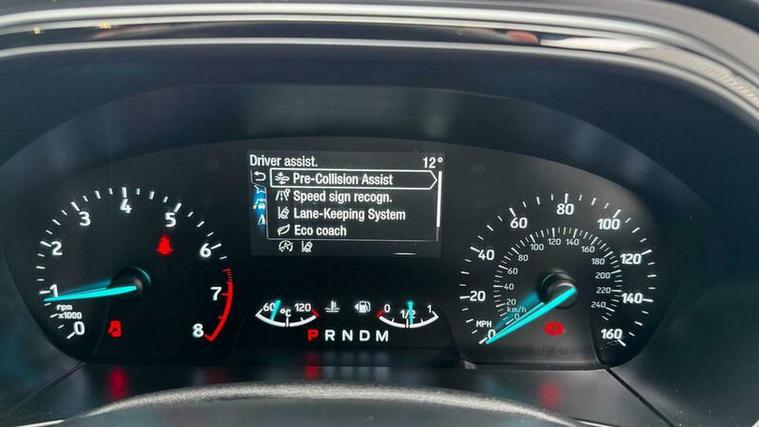 Driver assist. 12°
Pre-Collision Assist
Speed sign recogn.
Lane-Keeping System
Eco coach
0 1 2 3 4 5 6 7 8
rpm
x1000
60 °C 120
0 1/2 1
P R N D M
0 20 40 60 80 100 120 140 160
MPH
0 20 40 60 80 100 120 140 160 180 200 220 240
km/h